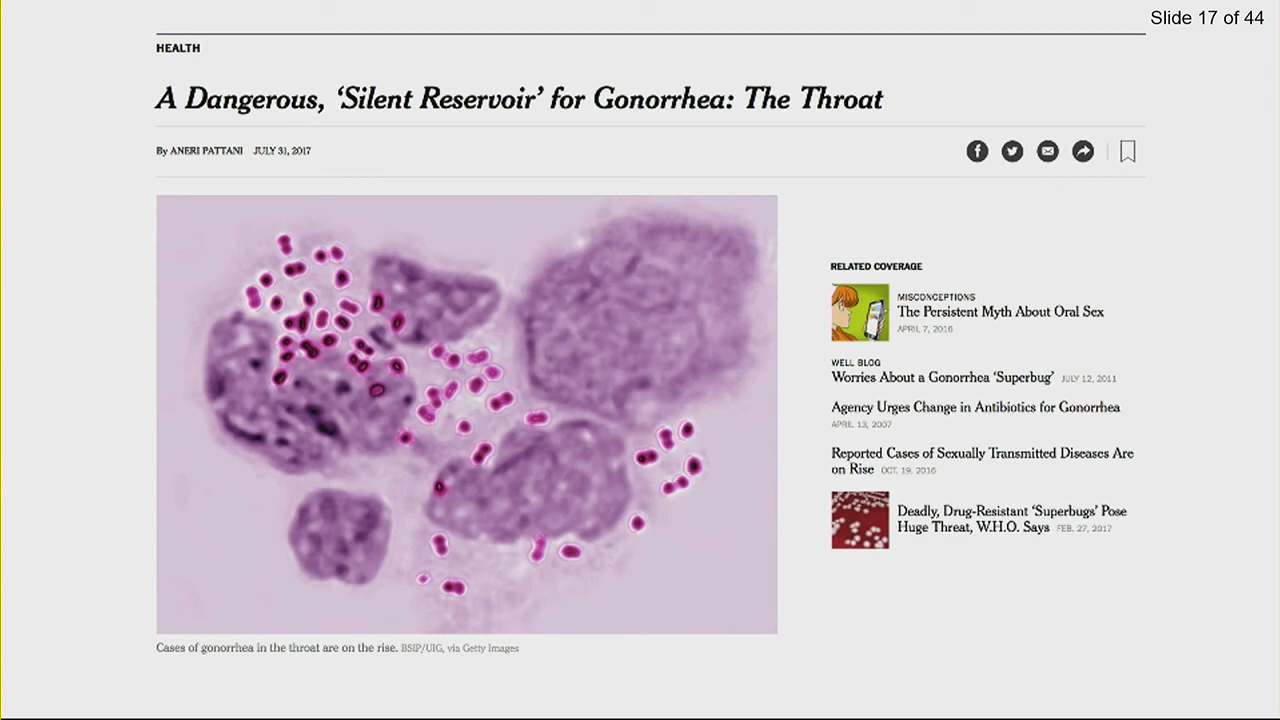 Slide 17 of 44
HEALTH
A Dangerous, ‘Silent Reservoir’ for Gonorrhea: The Throat
By ANERI PATTANI JULY 31, 2017
RELATED COVERAGE
MISCONCEPTIONS
The Persistent Myth About Oral Sex
APRIL 7, 2016
WELL BLOG
Worries About a Gonorrhea ‘Superbug’ JULY 12, 2011
Agency Urges Change in Antibiotics for Gonorrhea
APRIL 13, 2007
Reported Cases of Sexually Transmitted Diseases Are
on Rise OCT. 19, 2016
Deadly, Drug-Resistant ‘Superbugs’ Pose
Huge Threat, W.H.O. Says FEB. 27, 2017
Cases of gonorrhea in the throat are on the rise. BSIP/UIG, via Getty Images